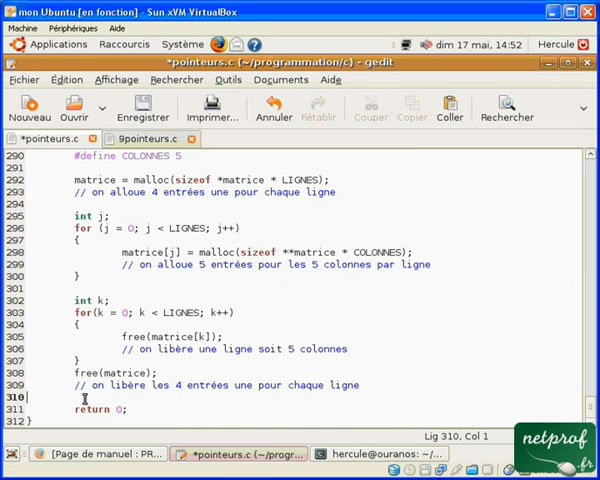 mon Ubuntu [en fonction] - Sun xVM VirtualBox
Machine Périphériques Aide
Applications Raccourcis Système dim 17 mai, 14:52 Hercule
*pointeurs.c (~/programmation/c) - gedit
Fichier Édition Affichage Rechercher Outils Documents Aide
Nouveau Ouvrir Enregistrer Imprimer... Annuler Rétablir Couper Copier Coller Rechercher
*pointeurs.c 9pointeurs.c
290 #define COLONNES 5
291
292 matrice = malloc(sizeof *matrice * LIGNES);
293 // on alloue 4 entrées une pour chaque ligne
294
295 int j;
296 for (j = 0; j < LIGNES; j++)
297 {
298 matrice[j] = malloc(sizeof **matrice * COLONNES);
299 // on alloue 5 entrées pour les 5 colonnes par ligne
300 }
301
302 int k;
303 for(k = 0; k < LIGNES; k++)
304 {
305 free(matrice[k]);
306 // on libère une ligne soit 5 colonnes
307 }
308 free(matrice);
309 // on libère les 4 entrées une pour chaque ligne
310
311 return 0;
312 }
Lig 310, Col 1
[Page de manuel : PR... *pointeurs.c (~/progr... hercule@ouranos: ~/...
netprof
.fr